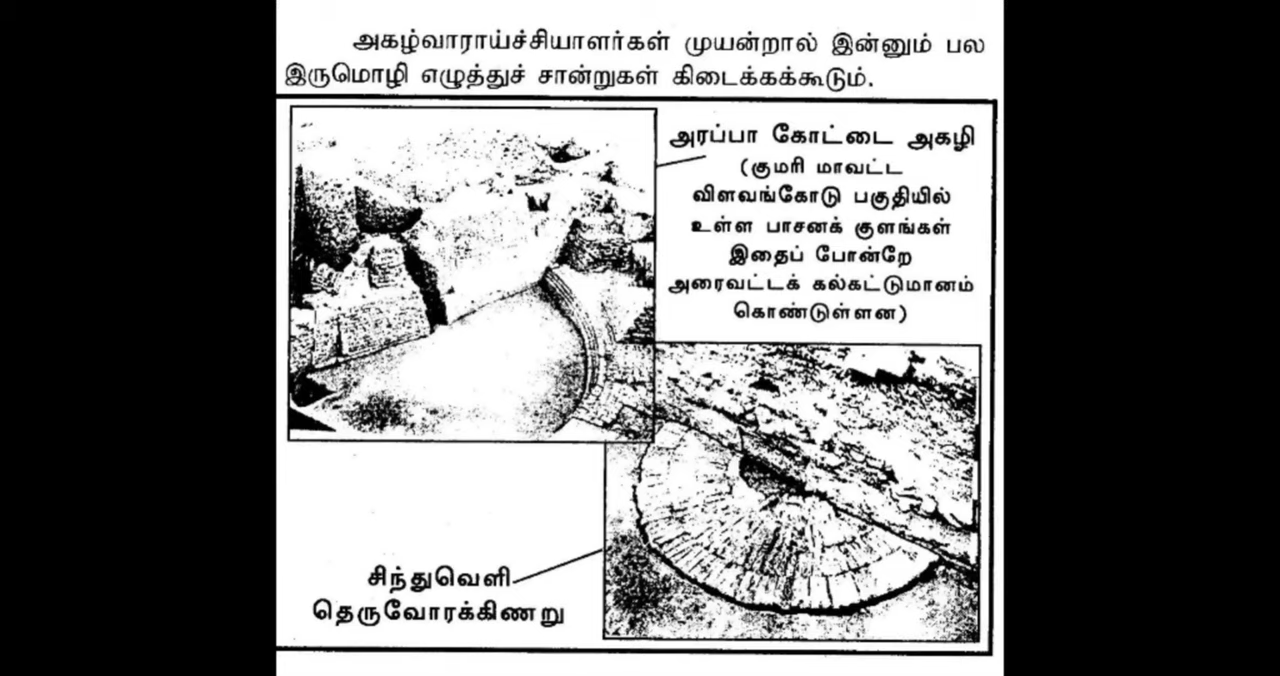 அகழ்வாராய்ச்சியாளர்கள் முயன்றால் இன்னும் பல
இருமொழி எழுத்துச் சான்றுகள் கிடைக்கக்கூடும்.
அரப்பா கோட்டை அகழி
(குமரி மாவட்ட
விளவங்கோடு பகுதியில்
உள்ள பாசனக் குளங்கள்
இதைப் போன்றே
அரைவட்டக் கல்கட்டுமானம்
கொண்டுள்ளன)
சிந்துவெளி
தெருவோரக்கிணறு